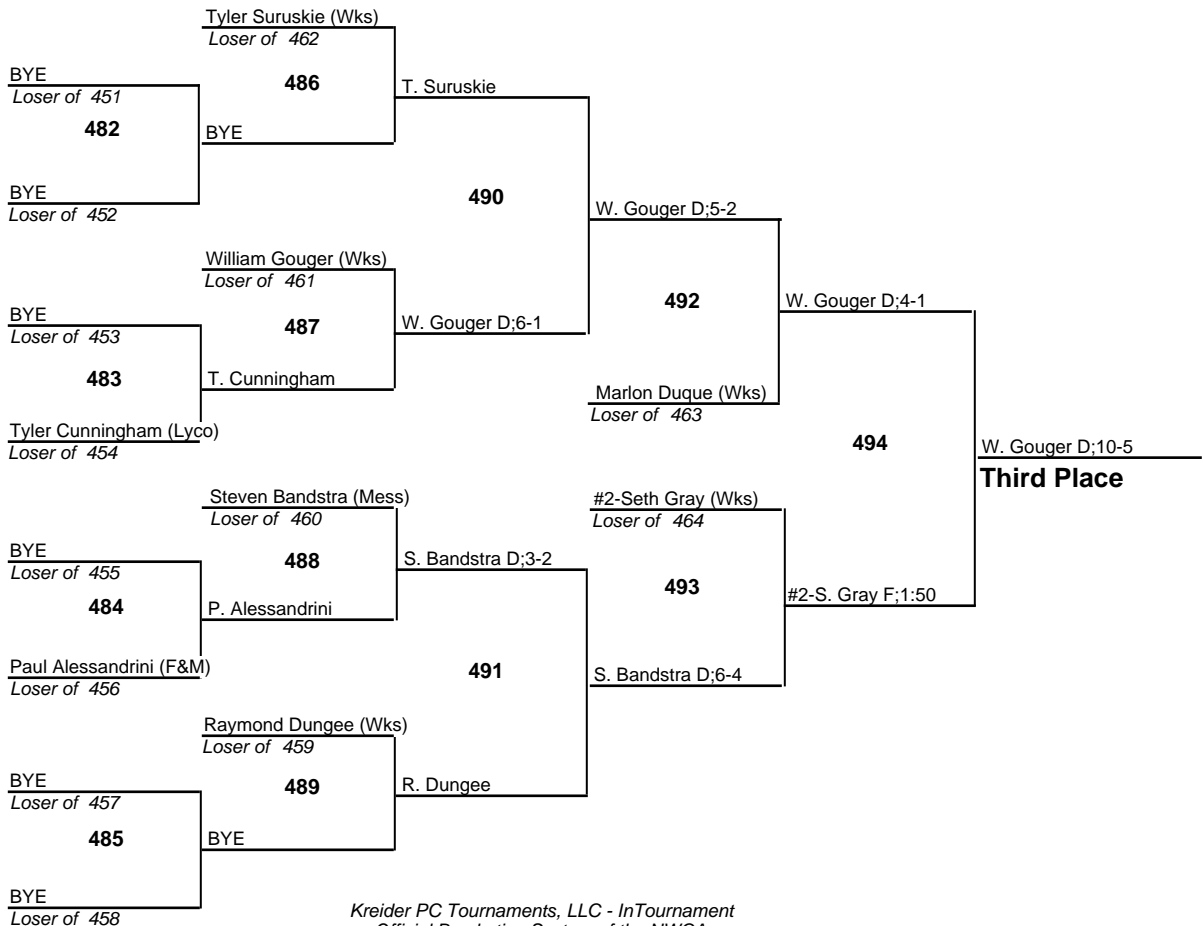 Tyler Suruskie (Wks)
Loser of 462
BYE
Loser of 451
486
T. Suruskie
482
BYE
BYE
Loser of 452
490
W. Gouger D;5-2
William Gouger (Wks)
Loser of 461
BYE
Loser of 453
487
W. Gouger D;6-1
492
W. Gouger D;4-1
483
T. Cunningham
Marlon Duque (Wks)
Loser of 463
Tyler Cunningham (Lyco)
Loser of 454
494
W. Gouger D;10-5
Third Place
Steven Bandstra (Mess)
Loser of 460
#2-Seth Gray (Wks)
Loser of 464
BYE
Loser of 455
488
S. Bandstra D;3-2
493
#2-S. Gray F;1:50
484
P. Alessandrini
Paul Alessandrini (F&M)
Loser of 456
491
S. Bandstra D;6-4
Raymond Dungee (Wks)
Loser of 459
BYE
Loser of 457
489
R. Dungee
485
BYE
BYE
Loser of 458
Kreider PC Tournaments, LLC - InTournament